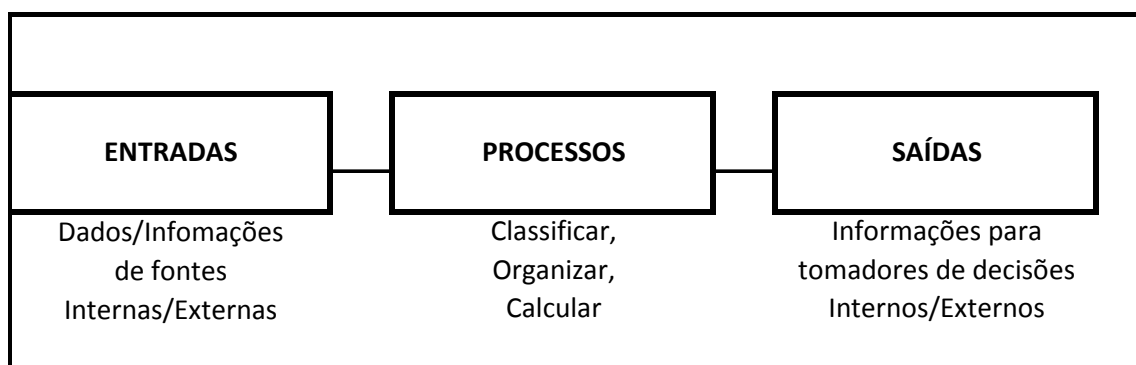 ENTRADAS
Dados/Infomações
de fontes
Internas/Externas
PROCESSOS
Classificar,
Organizar,
Calcular
SAÍDAS
Informações para
tomadores de decisões
Internos/Externos